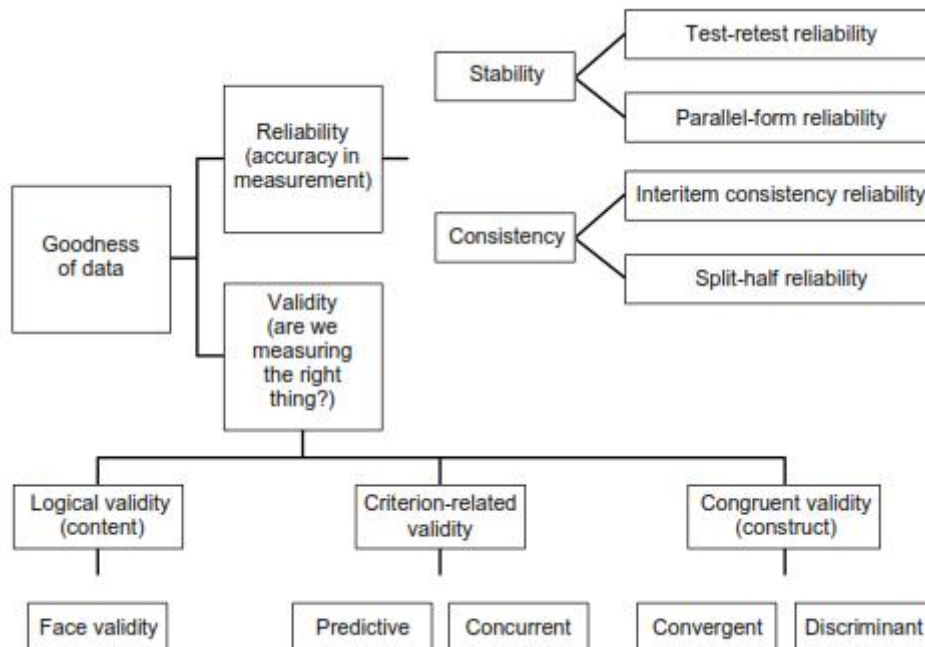 Test-retest reliability
Stability
Parallel-form reliability
Reliability
(accuracy in
measurement)
Interitem consistency reliability
Consistency
Split-half reliability
Goodness
of data
Validity
(are we
measuring
the right
thing?)
Logical validity
(content)
Criterion-related
validity
Congruent validity
(construct)
Face validity
Predictive
Concurrent
Convergent
Discriminant